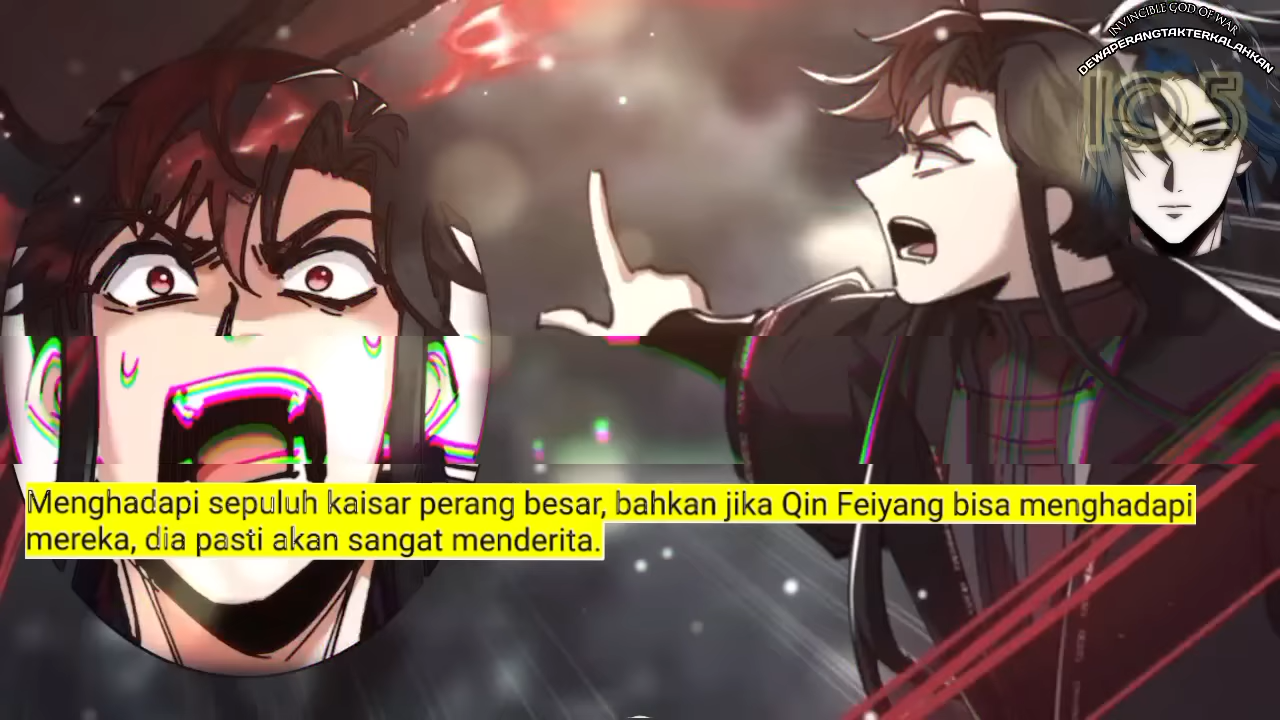 INVINCIBLE GOD OF WAR
DEWAPERANGTAKTERKALAHKAN
105
Menghadapi sepuluh kaisar perang besar, bahkan jika Qin Feiyang bisa menghadapi
mereka, dia pasti akan sangat menderita.